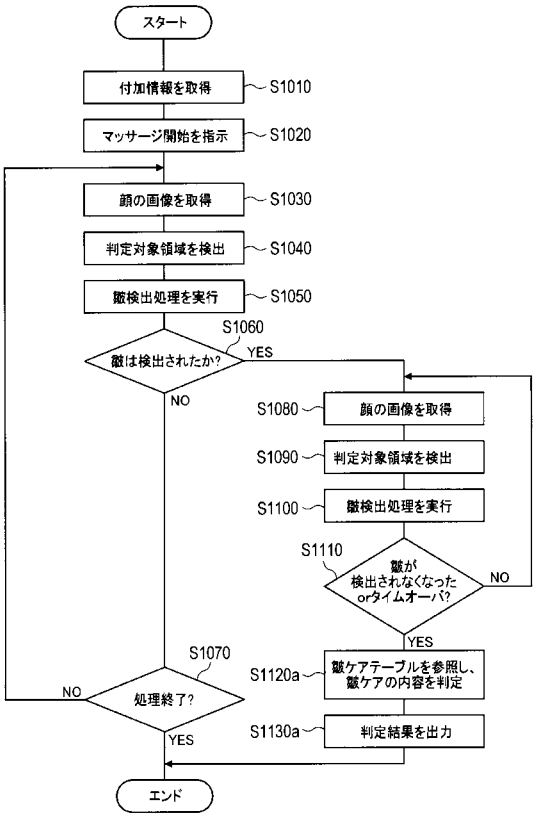 スタート
付加情報を取得
S1010
マッサージ開始を指示
S1020
顔の画像を取得
S1030
判定対象領域を検出
S1040
皺検出処理を実行
S1050
S1060
皺は検出されたか?
YES
NO
S1080
顔の画像を取得
S1090
判定対象領域を検出
S1100
皺検出処理を実行
S1110
皺が
検出されなくなった
orタイムオーバ?
NO
YES
S1120a
皺ケアテーブルを参照し、
皺ケアの内容を判定
S1130a
判定結果を出力
S1070
処理終了?
NO
YES
エンド